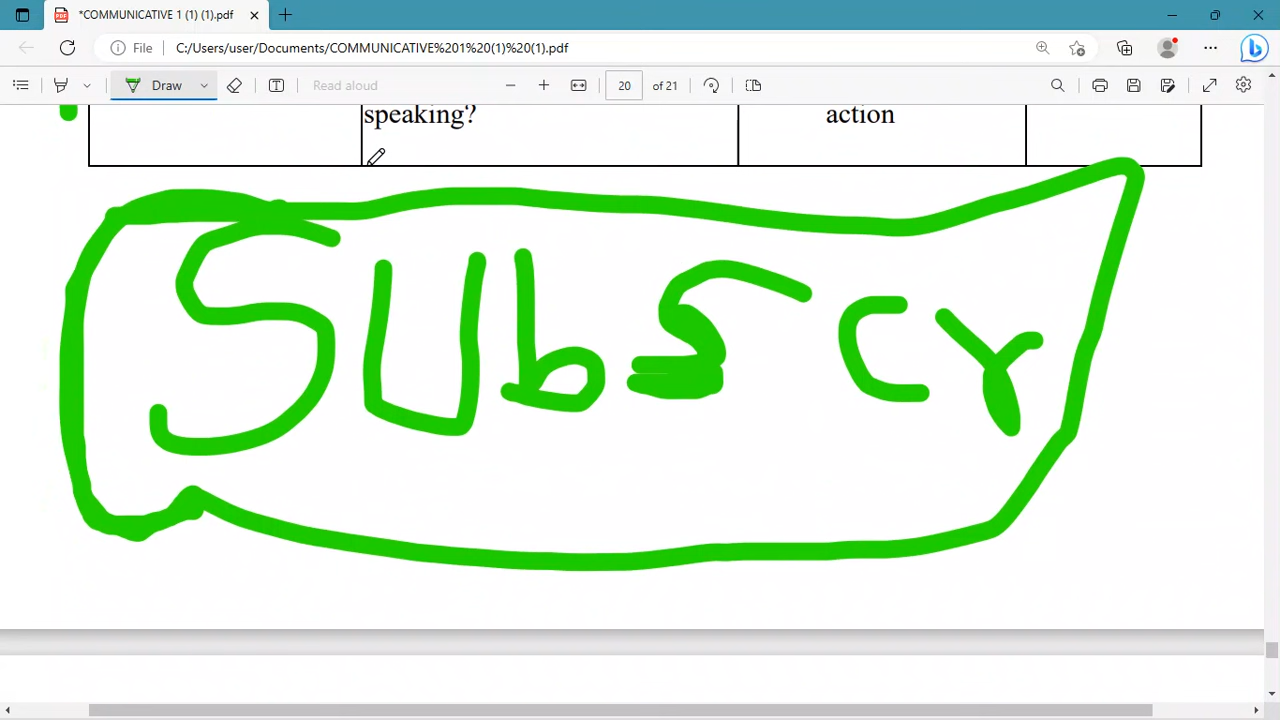 *COMMUNICATIVE 1 (1) (1).pdf
File C:/Users/user/Documents/COMMUNICATIVE%201%20(1)%20(1).pdf
Draw Read aloud 20 of 21
speaking? action
SUbscr